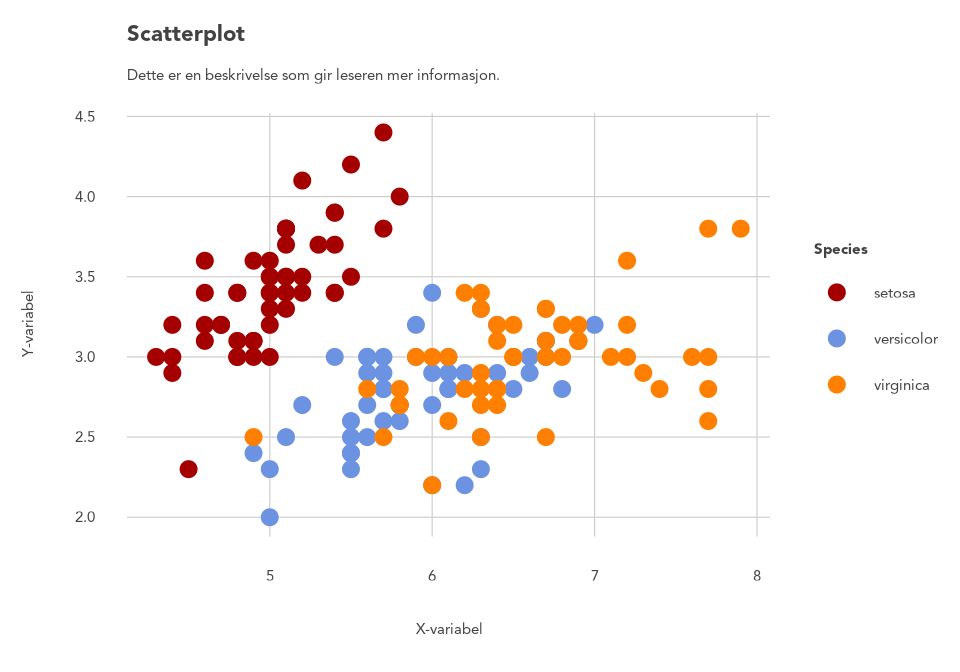 Scatterplot
Dette er en beskrivelse som gir leseren mer informasjon.
4.5
4.0
3.5
3.0
2.5
2.0
Y-variabel
5
6
7
8
X-variabel
Species
setosa
versicolor
virginica